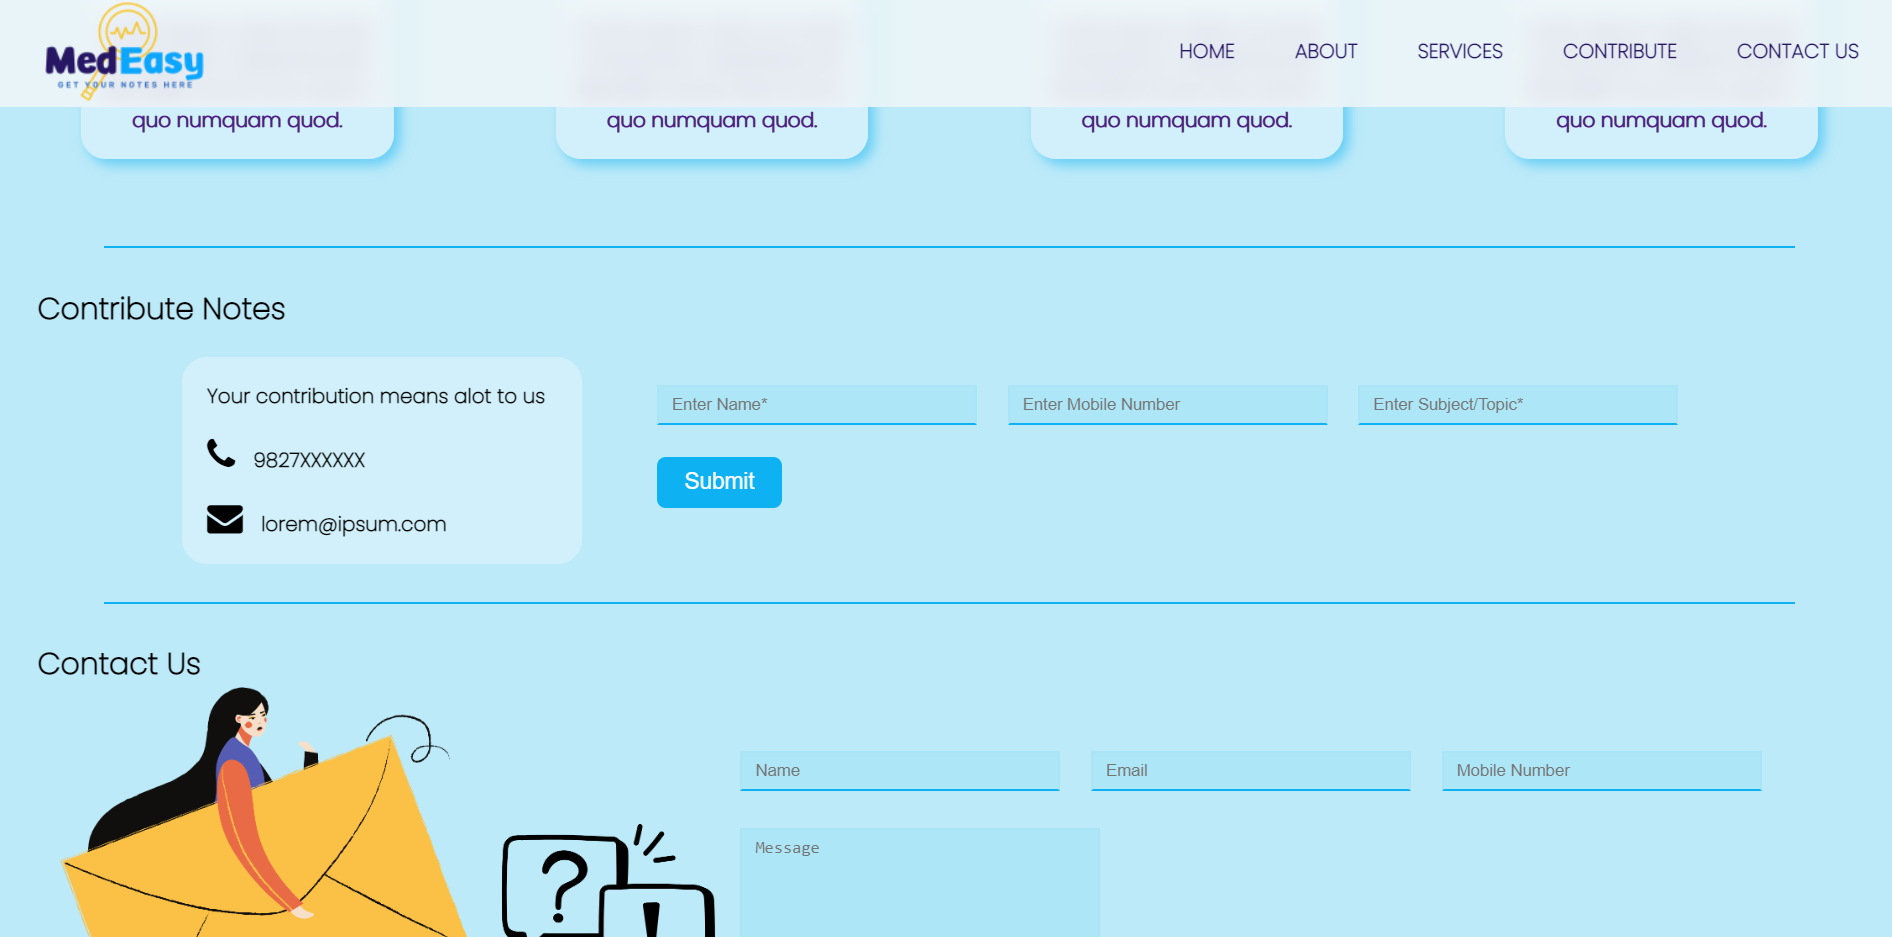 MedEasy
GET YOUR NOTES HERE
HOME ABOUT SERVICES CONTRIBUTE CONTACT US
quo numquam quod. quo numquam quod. quo numquam quod. quo numquam quod.
Contribute Notes
Your contribution means alot to us
9827XXXXXX
lorem@ipsum.com
Enter Name* Enter Mobile Number Enter Subject/Topic*
Submit
Contact Us
Name Email Mobile Number
Message
?
!